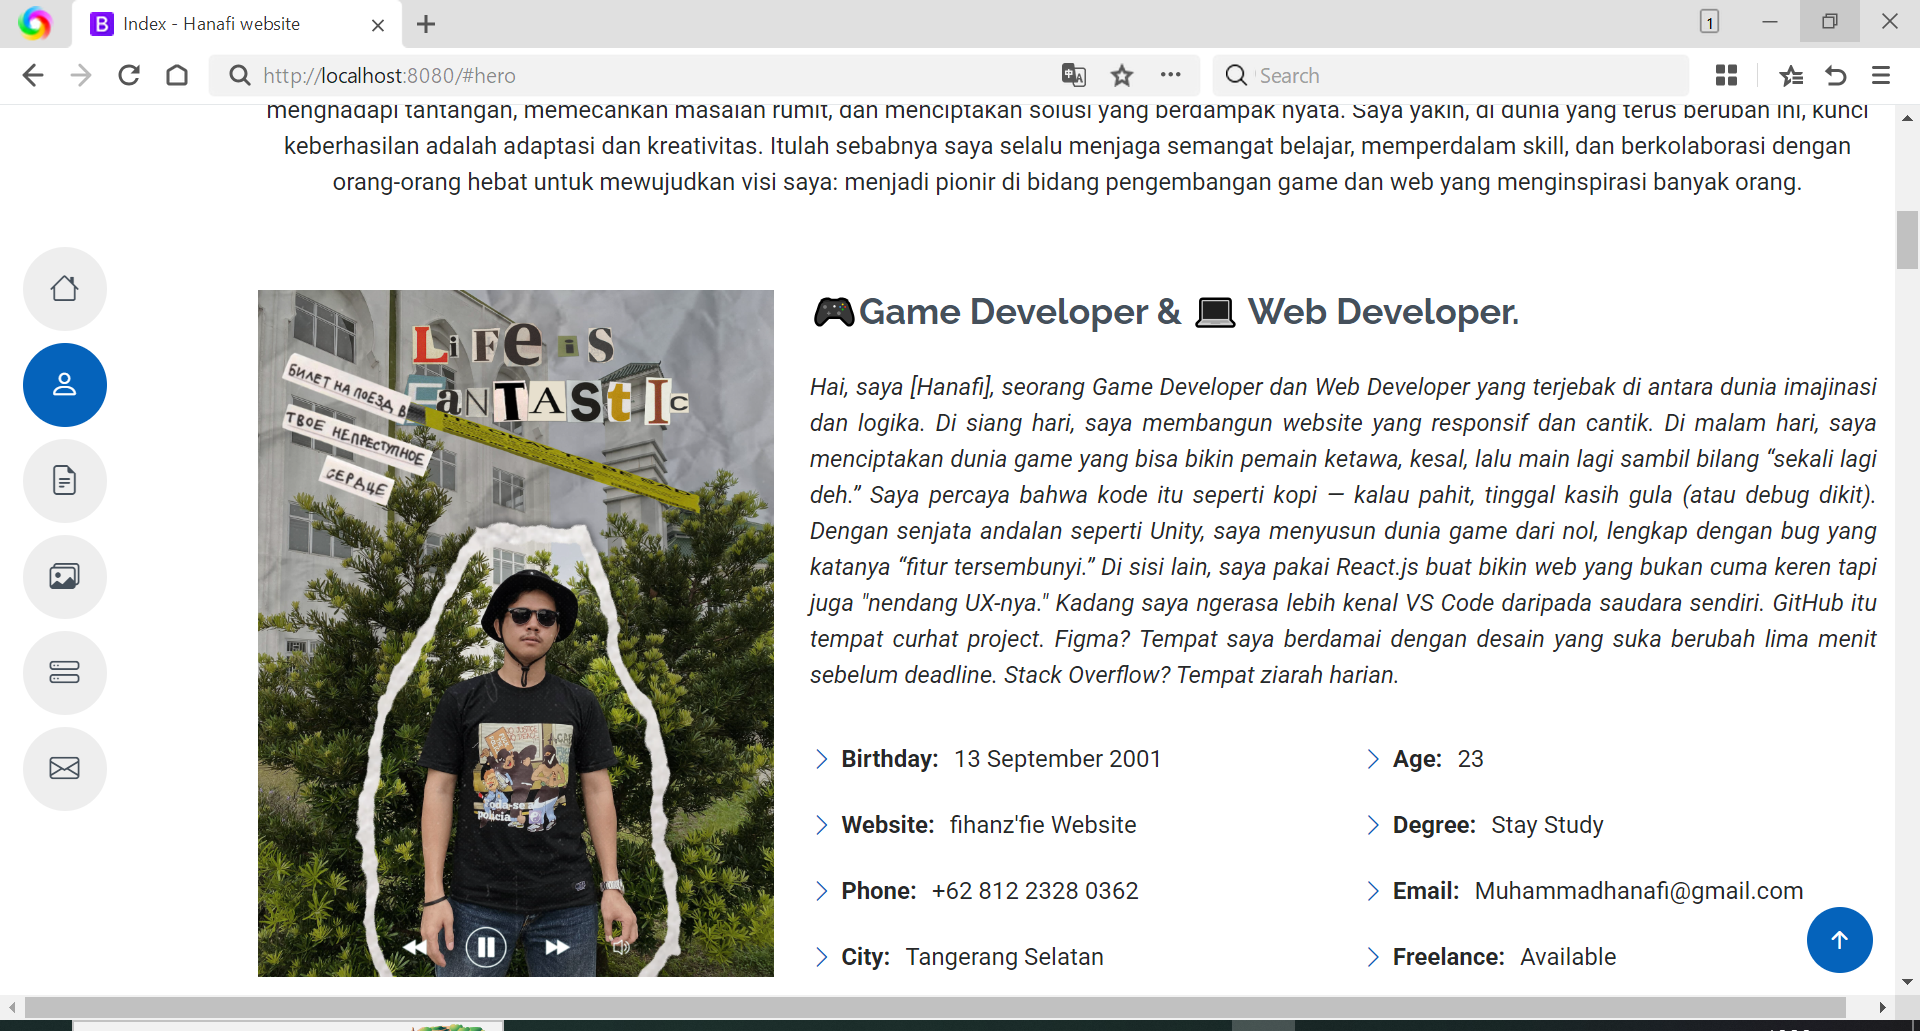 Index - Hanafi website
1
http://localhost:8080/#hero
Search
menghadapi tantangan, memecahkan masalah rumit, dan menciptakan solusi yang berdampak nyata. Saya yakin, di dunia yang terus berubah ini, kunci
keberhasilan adalah adaptasi dan kreativitas. Itulah sebabnya saya selalu menjaga semangat belajar, memperdalam skill, dan berkolaborasi dengan
orang-orang hebat untuk mewujudkan visi saya: menjadi pionir di bidang pengembangan game dan web yang menginspirasi banyak orang.
LiFe is
FanTAStIc
БИЛЕТ НА ПОЕЗД В
ТВОЕ НЕПРЕСТУПНОЕ
СЕРДЦЕ
policia
🎮Game Developer & 💻 Web Developer.
Hai, saya [Hanafi], seorang Game Developer dan Web Developer yang terjebak di antara dunia imajinasi
dan logika. Di siang hari, saya membangun website yang responsif dan cantik. Di malam hari, saya
menciptakan dunia game yang bisa bikin pemain ketawa, kesal, lalu main lagi sambil bilang “sekali lagi
deh.” Saya percaya bahwa kode itu seperti kopi — kalau pahit, tinggal kasih gula (atau debug dikit).
Dengan senjata andalan seperti Unity, saya menyusun dunia game dari nol, lengkap dengan bug yang
katanya “fitur tersembunyi.” Di sisi lain, saya pakai React.js buat bikin web yang bukan cuma keren tapi
juga "nendang UX-nya." Kadang saya ngerasa lebih kenal VS Code daripada saudara sendiri. GitHub itu
tempat curhat project. Figma? Tempat saya berdamai dengan desain yang suka berubah lima menit
sebelum deadline. Stack Overflow? Tempat ziarah harian.
Birthday: 13 September 2001
Age: 23
Website: fihanz'fie Website
Degree: Stay Study
Phone: +62 812 2328 0362
Email: Muhammadhanafi@gmail.com
City: Tangerang Selatan
Freelance: Available